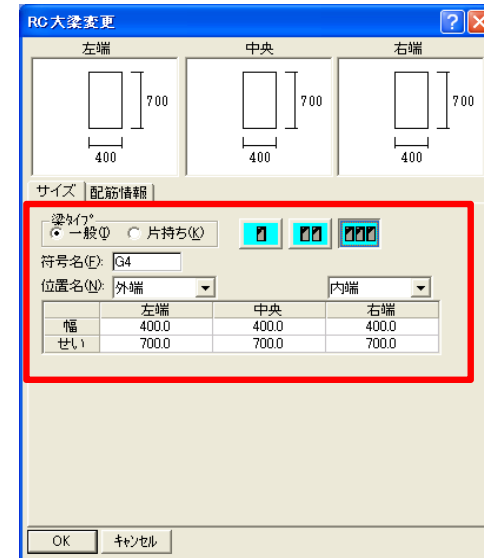 RC大梁変更
左端 中央 右端
700 700 700
400 400 400
サイズ 配筋情報
梁ﾀｲﾌﾟ
一般(I) 片持ち(K)
符号名(F): G4
位置名(N): 外端 内端
左端 中央 右端
幅 400.0 400.0 400.0
せい 700.0 700.0 700.0
OK ｷｬﾝｾﾙ